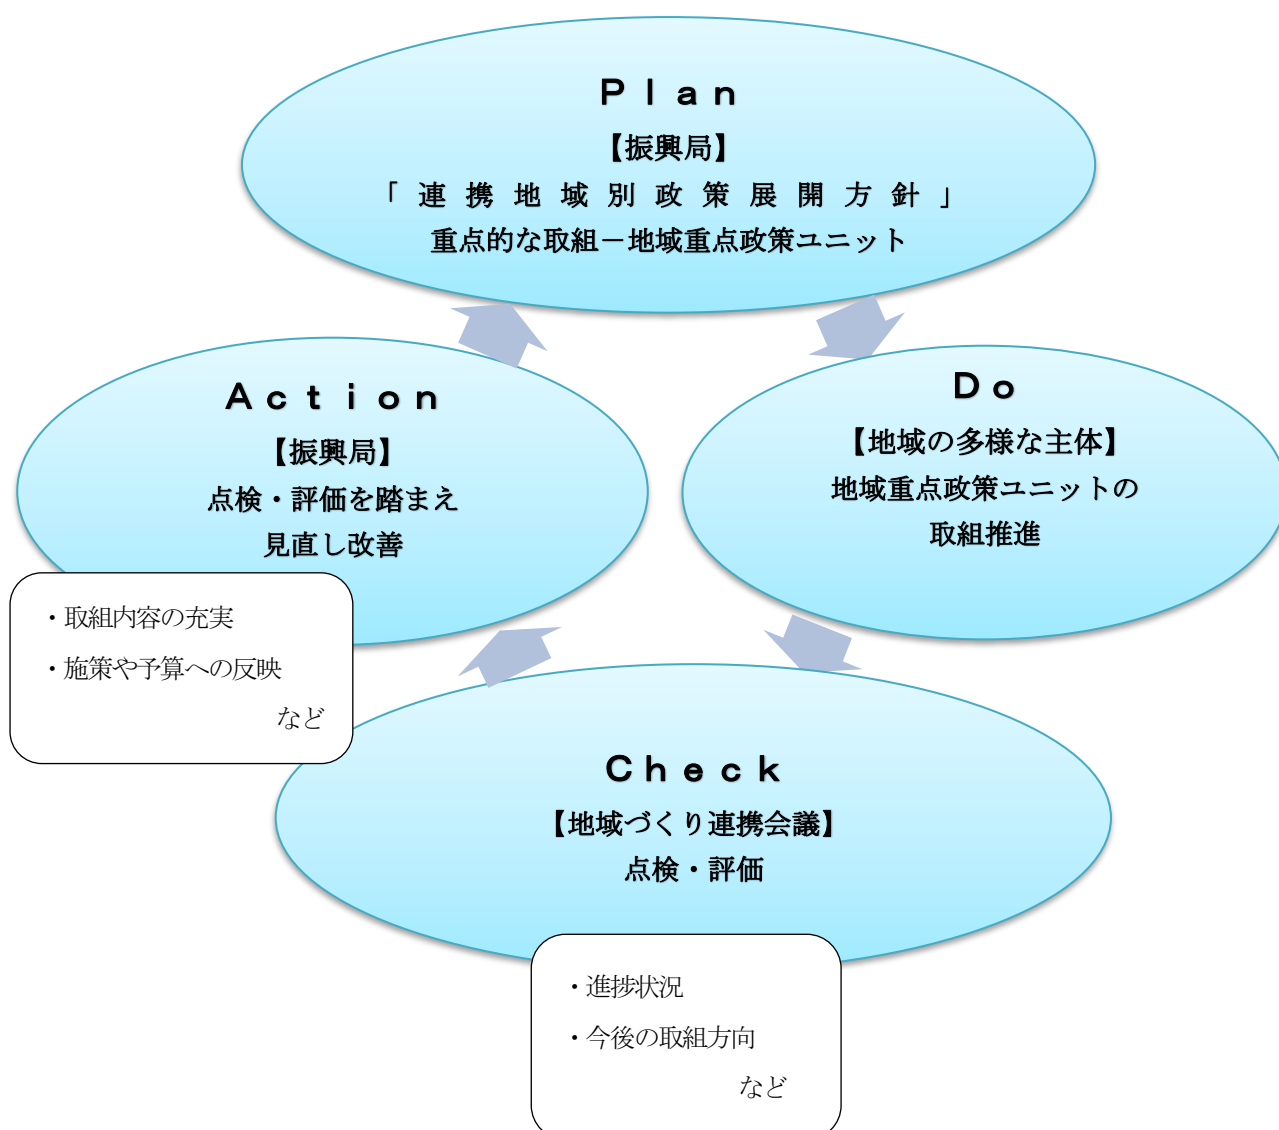 Ｐｌａｎ
【振興局】
「連携地域別政策展開方針」
重点的な取組－地域重点政策ユニット
Ａｃｔｉｏｎ
【振興局】
点検・評価を踏まえ
見直し改善
・取組内容の充実
・施策や予算への反映
など
Ｄｏ
【地域の多様な主体】
地域重点政策ユニットの
取組推進
Ｃｈｅｃｋ
【地域づくり連携会議】
点検・評価
・進捗状況
・今後の取組方向
など